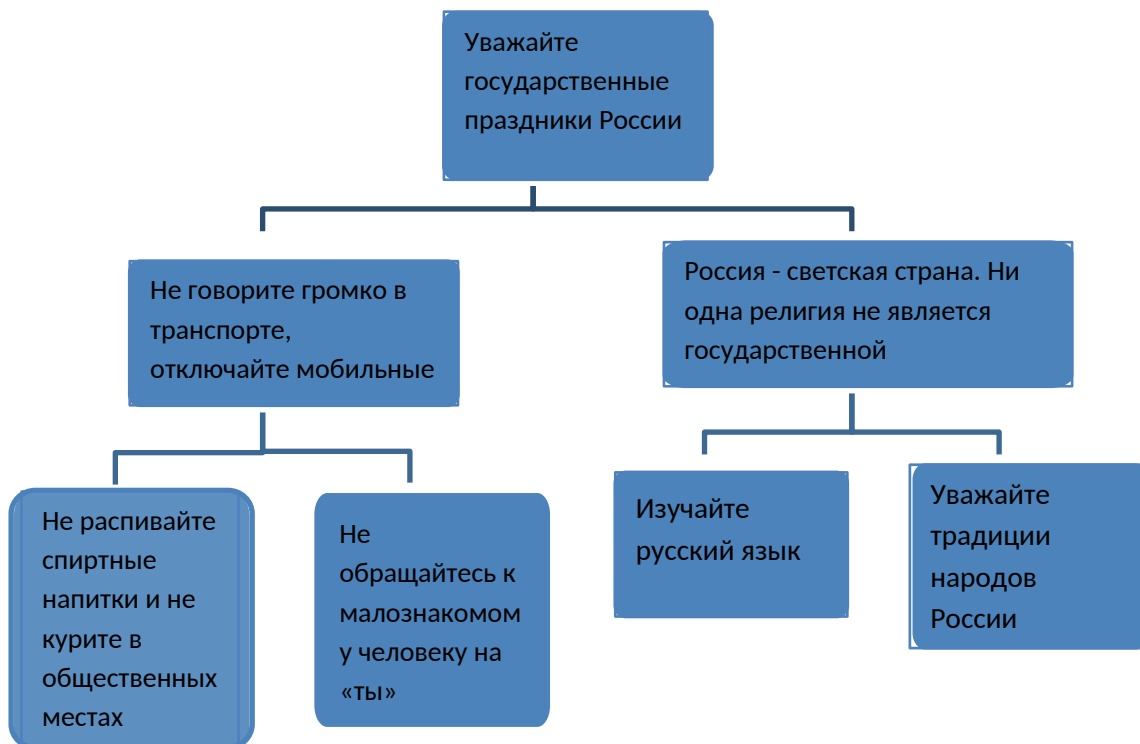 Уважайте
государственные
праздники России
Не говорите громко в
транспорте,
отключайте мобильные
Россия - светская страна. Ни
одна религия не является
государственной
Не распивайте
спиртные
напитки и не
курите в
общественных
местах
Не
обращайтесь к
малознакомом
у человеку на
«ты»
Изучайте
русский язык
Уважайте
традиции
народов
России